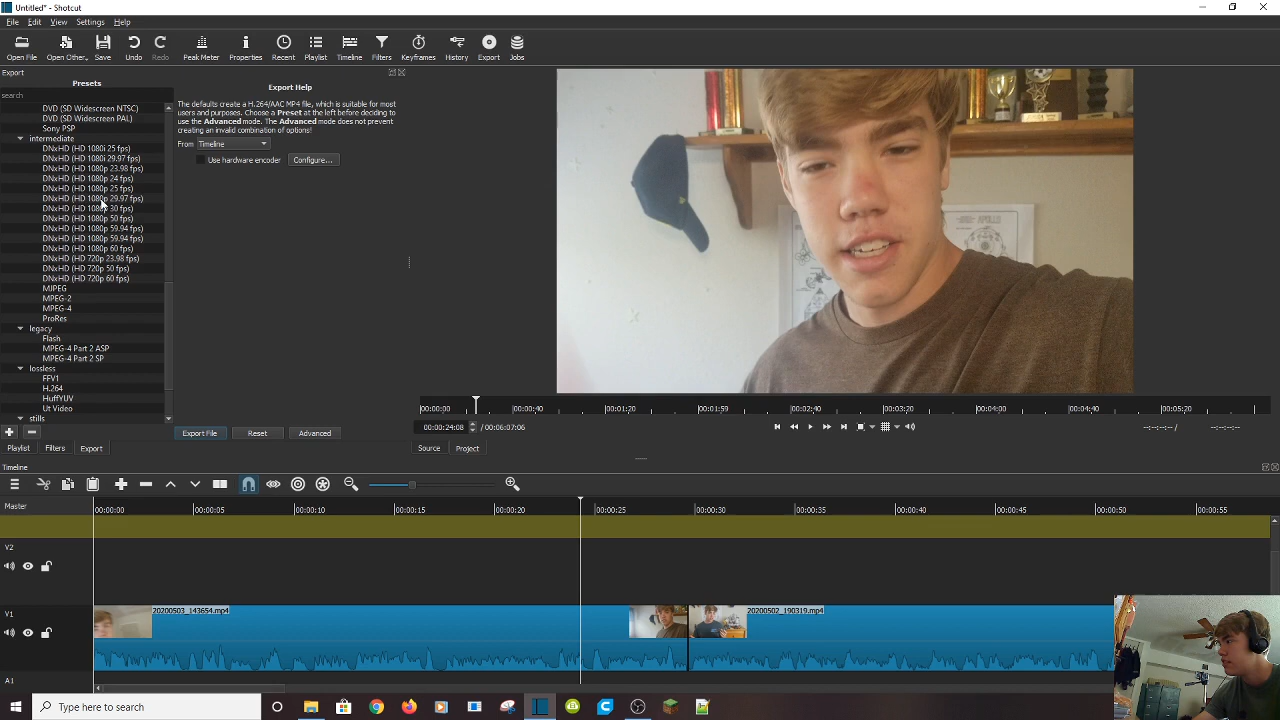 Untitled* - Shotcut
File Edit View Settings Help
Open File Open Other.. Save Undo Redo Peak Meter Properties Recent Playlist Timeline Filters Keyframes History Export Jobs
Export
Presets
search
DVD (SD Widescreen NTSC)
DVD (SD Widescreen PAL)
Sony PSP
intermediate
DNxHD (HD 1080i 25 fps)
DNxHD (HD 1080i 29.97 fps)
DNxHD (HD 1080p 23.98 fps)
DNxHD (HD 1080p 24 fps)
DNxHD (HD 1080p 25 fps)
DNxHD (HD 1080p 29.97 fps)
DNxHD (HD 1080p 30 fps)
DNxHD (HD 1080p 50 fps)
DNxHD (HD 1080p 59.94 fps)
DNxHD (HD 1080p 59.94 fps)
DNxHD (HD 1080p 60 fps)
DNxHD (HD 720p 23.98 fps)
DNxHD (HD 720p 50 fps)
DNxHD (HD 720p 60 fps)
MJPEG
MPEG-2
MPEG-4
ProRes
legacy
Flash
MPEG-4 Part 2 ASP
MPEG-4 Part 2 SP
lossless
FFV1
H.264
HuffYUV
Ut Video
stills
Export Help
The defaults create a H.264/AAC MP4 file, which is suitable for most
users and purposes. Choose a Preset at the left before deciding to
use the Advanced mode. The Advanced mode does not prevent
creating an invalid combination of options!
From Timeline
Use hardware encoder Configure...
Export File Reset Advanced
Playlist Filters Export
APOLLO
00:00:00 00:00:40 00:01:20 00:01:59 00:02:40 00:03:20 00:04:00 00:04:40 00:05:20
00:00:24:08 / 00:06:07:06 --:--:--:-- / --:--:--:--
Source Project
Timeline
Master 00:00:00 00:00:05 00:00:10 00:00:15 00:00:20 00:00:25 00:00:30 00:00:35 00:00:40 00:00:45 00:00:50 00:00:55
V2
V1
20200503_143654.mp4 20200502_190319.mp4
A1
Type here to search